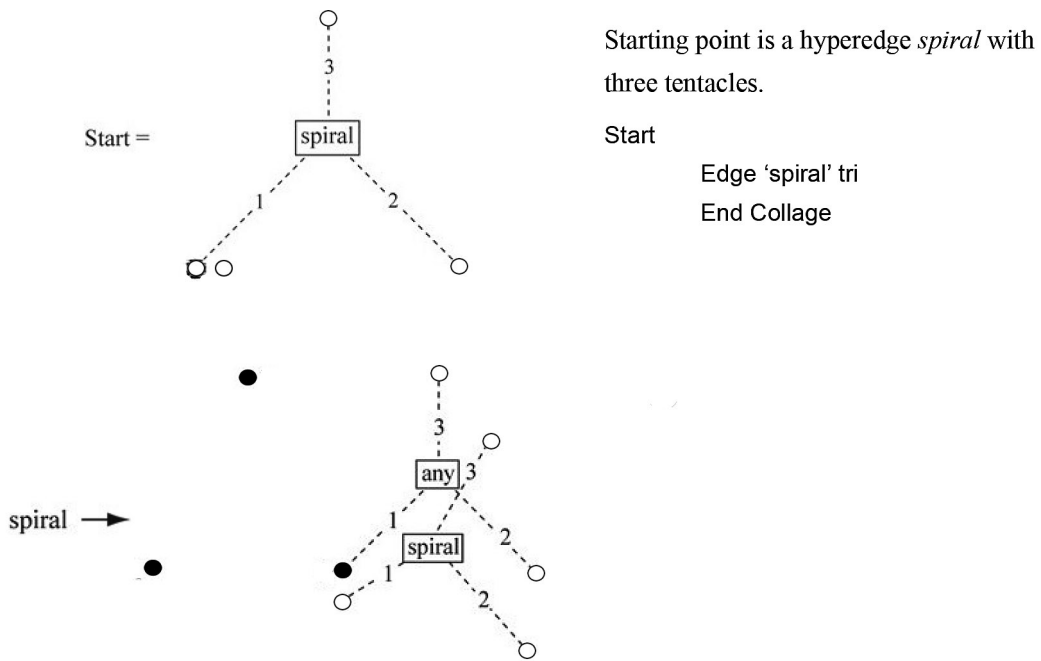 Starting point is a hyperedge spiral with
three tentacles.
Start
Edge ‘spiral’ tri
End Collage
Start =
3
spiral
1
2
spiral
3
any
3
1
2
spiral
1
2